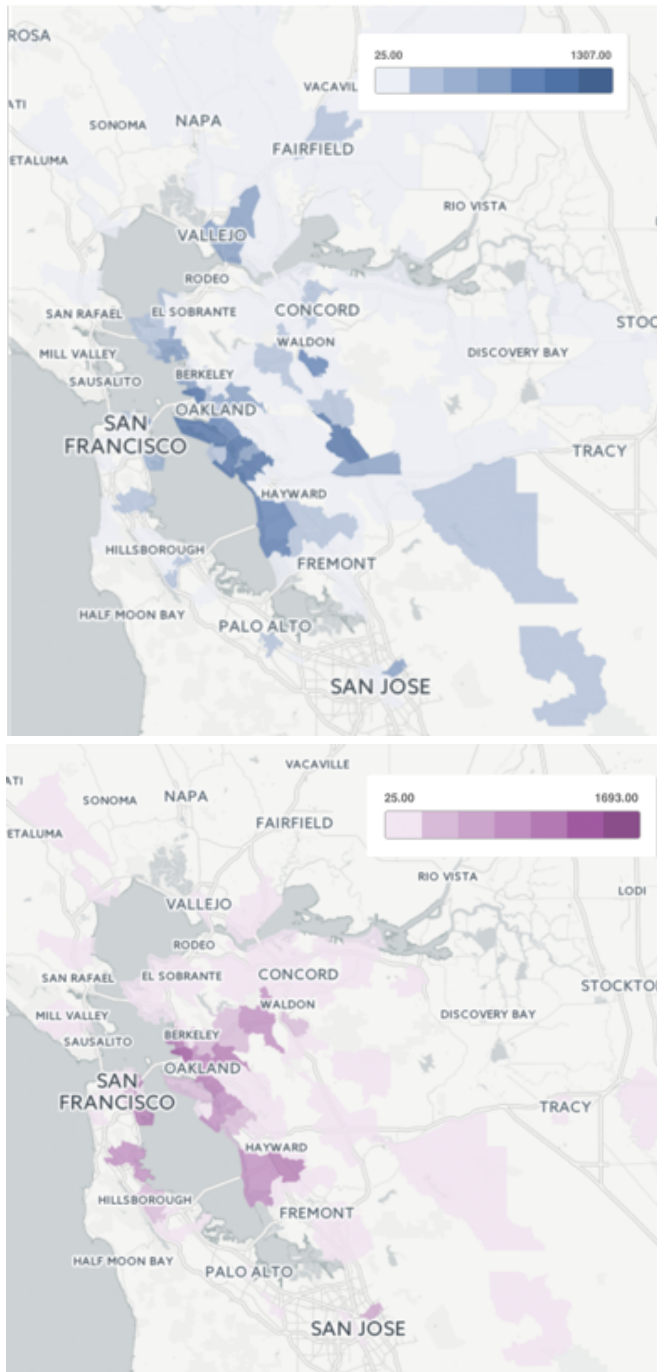 ROSA
25.00 1307.00
ATI
VACAVILL
SONOMA
NAPA
ETALUMA
FAIRFIELD
RIO VISTA
VALLEJO
RODEO
SAN RAFAEL
EL SOBRANTE
CONCORD
STOC
MILL VALLEY
WALDON
DISCOVERY BAY
SAUSALITO
BERKELEY
OAKLAND
SAN
FRANCISCO
TRACY
HAYWARD
HILLSBOROUGH
FREMONT
HALF MOON BAY
PALO ALTO
SAN JOSE
VACAVILLE
ATI
25.00 1693.00
SONOMA
NAPA
ETALUMA
FAIRFIELD
RIO VISTA
LODI
VALLEJO
RODEO
SAN RAFAEL
EL SOBRANTE
CONCORD
STOCKTON
MILL VALLEY
WALDON
DISCOVERY BAY
SAUSALITO
BERKELEY
OAKLAND
SAN
FRANCISCO
TRACY
HAYWARD
HILLSBOROUGH
FREMONT
HALF MOON BAY
PALO ALTO
SAN JOSE